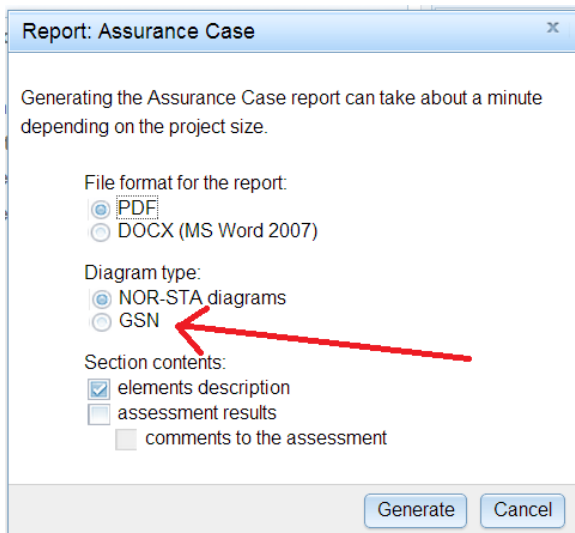 Report: Assurance Case
Generating the Assurance Case report can take about a minute
depending on the project size.
File format for the report:
PDF
DOCX (MS Word 2007)
Diagram type:
NOR-STA diagrams
GSN
Section contents:
elements description
assessment results
comments to the assessment
Generate Cancel